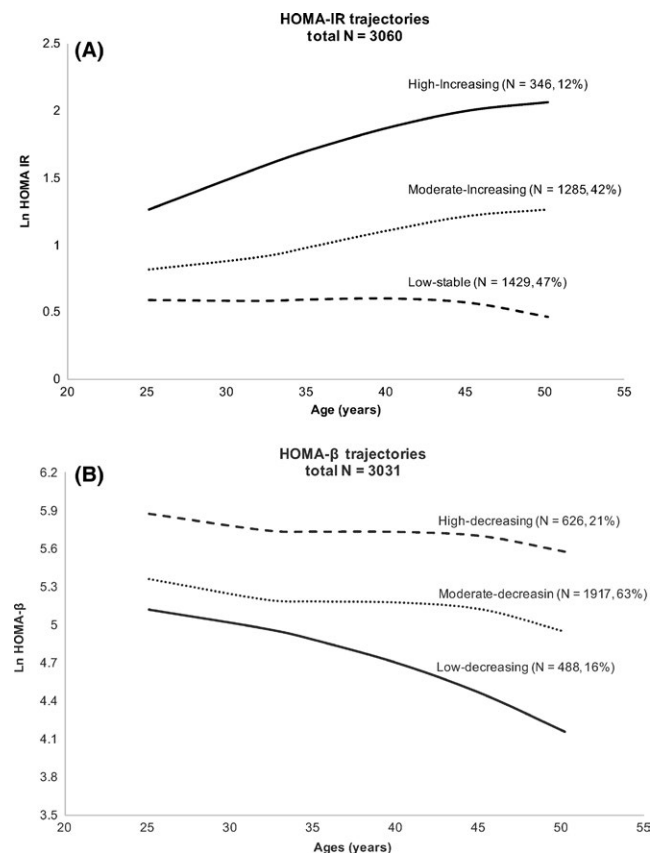 HOMA-IR trajectories
total N = 3060
(A)
2.5
2
1.5
1
0.5
0
Ln HOMA IR
High-Increasing (N = 346, 12%)
Moderate-Increasing (N = 1285, 42%)
Low-stable (N = 1429, 47%)
20 25 30 35 40 45 50 55
Age (years)
HOMA-β trajectories
total N = 3031
(B)
6.2
5.9
5.6
5.3
5
4.7
4.4
4.1
3.8
3.5
Ln HOMA-β
High-decreasing (N = 626, 21%)
Moderate-decreasin (N = 1917, 63%)
Low-decreasing (N = 488, 16%)
20 25 30 35 40 45 50 55
Ages (years)